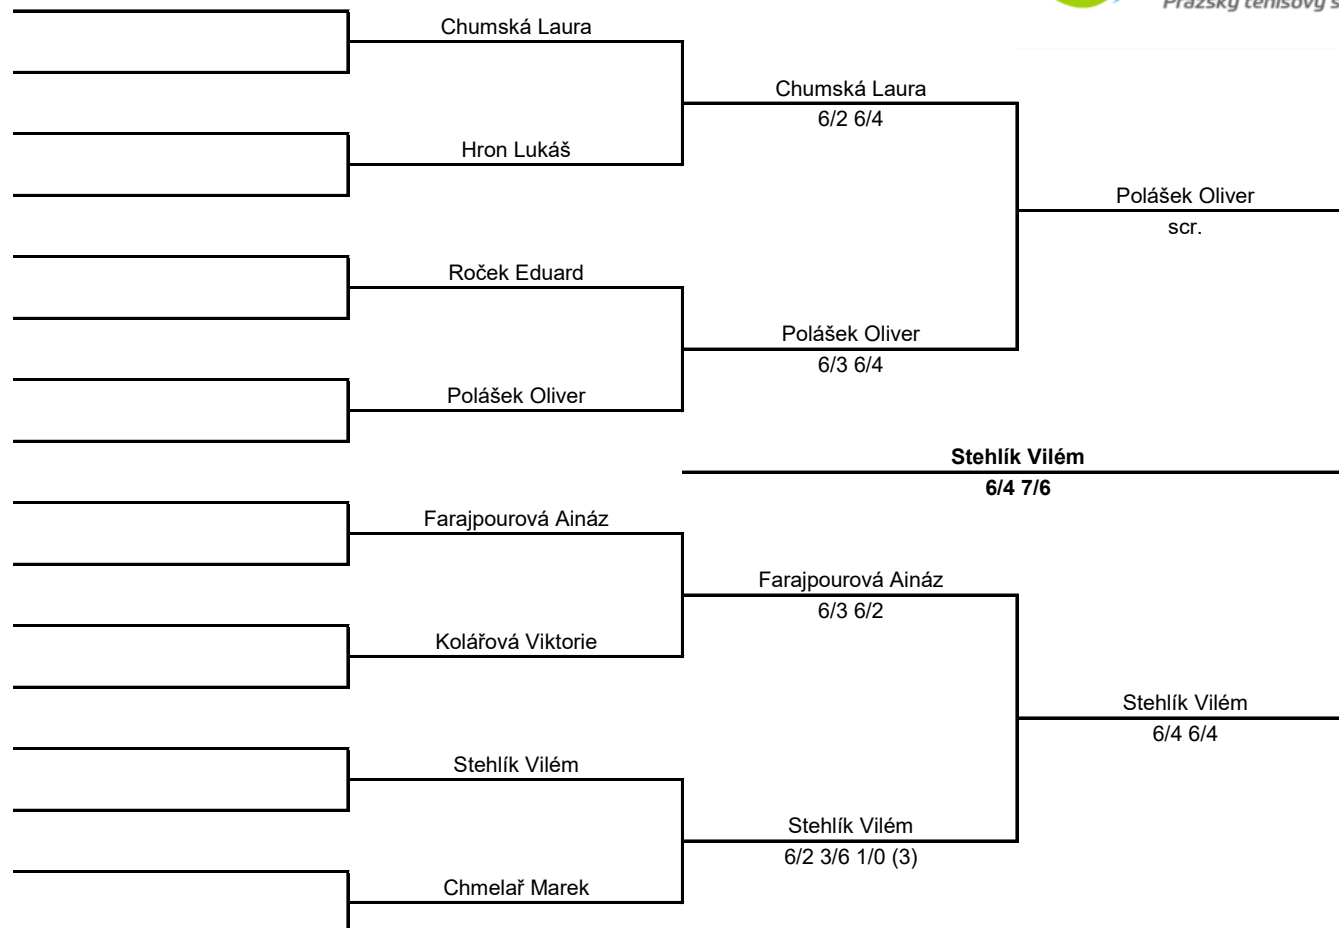 Pražský tenisový
Chumská Laura
Chumská Laura
6/2 6/4
Hron Lukáš
Polášek Oliver
scr.
Roček Eduard
Polášek Oliver
6/3 6/4
Polášek Oliver
Stehlík Vilém
6/4 7/6
Farajpourová Aináz
Farajpourová Aináz
6/3 6/2
Kolářová Viktorie
Stehlík Vilém
6/4 6/4
Stehlík Vilém
Stehlík Vilém
6/2 3/6 1/0 (3)
Chmelař Marek